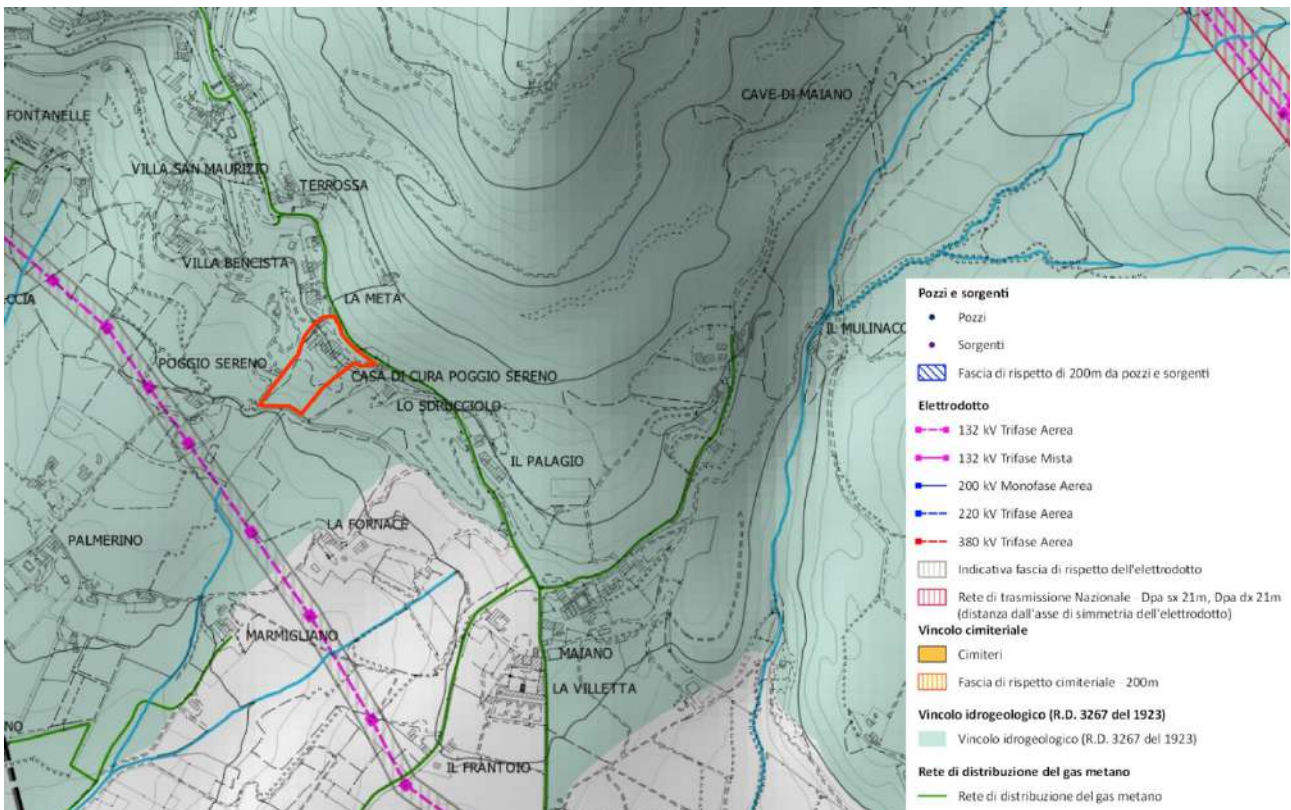 CAVE DI MAIANO
FONTANELLE
VILLA SAN MAURIZIO
TERROSSA
VILLA BENCISTA'
CCIA
LA META'
IL MULINACC
POGGIO SERENO
CASA DI CURA POGGIO SERENO
LO SDRUCCIOLO
IL PALAGIO
LA FORNACE
PALMERINO
MARMIGLIANO
MAIANO
LA VILLETTA
NO
IL FRANTOIO
Pozzi e sorgenti
Pozzi
Sorgenti
Fascia di rispetto di 200m da pozzi e sorgenti
Elettrodotto
132 kV Trifase Aerea
132 kV Trifase Mista
200 kV Monofase Aerea
220 kV Trifase Aerea
380 kV Trifase Aerea
Indicativa fascia di rispetto dell'elettrodotto
Rete di trasmissione Nazionale - Dpa sx 21m, Dpa dx 21m
(distanza dall'asse di simmetria dell'elettrodotto)
Vincolo cimiteriale
Cimiteri
Fascia di rispetto cimiteriale - 200m
Vincolo idrogeologico (R.D. 3267 del 1923)
Vincolo idrogeologico (R.D. 3267 del 1923)
Rete di distribuzione del gas metano
Rete di distribuzione del gas metano